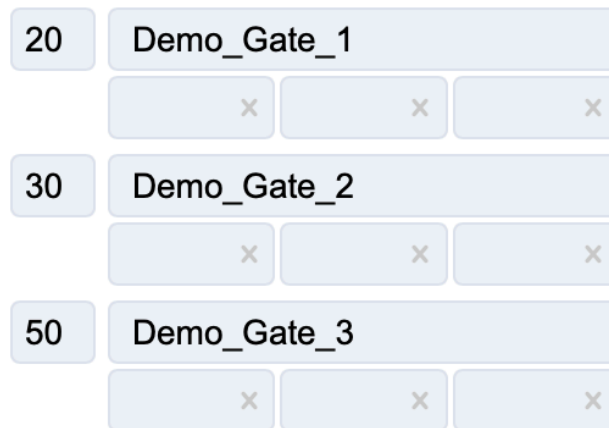 20 Demo_Gate_1
× × ×
30 Demo_Gate_2
× × ×
50 Demo_Gate_3
× × ×